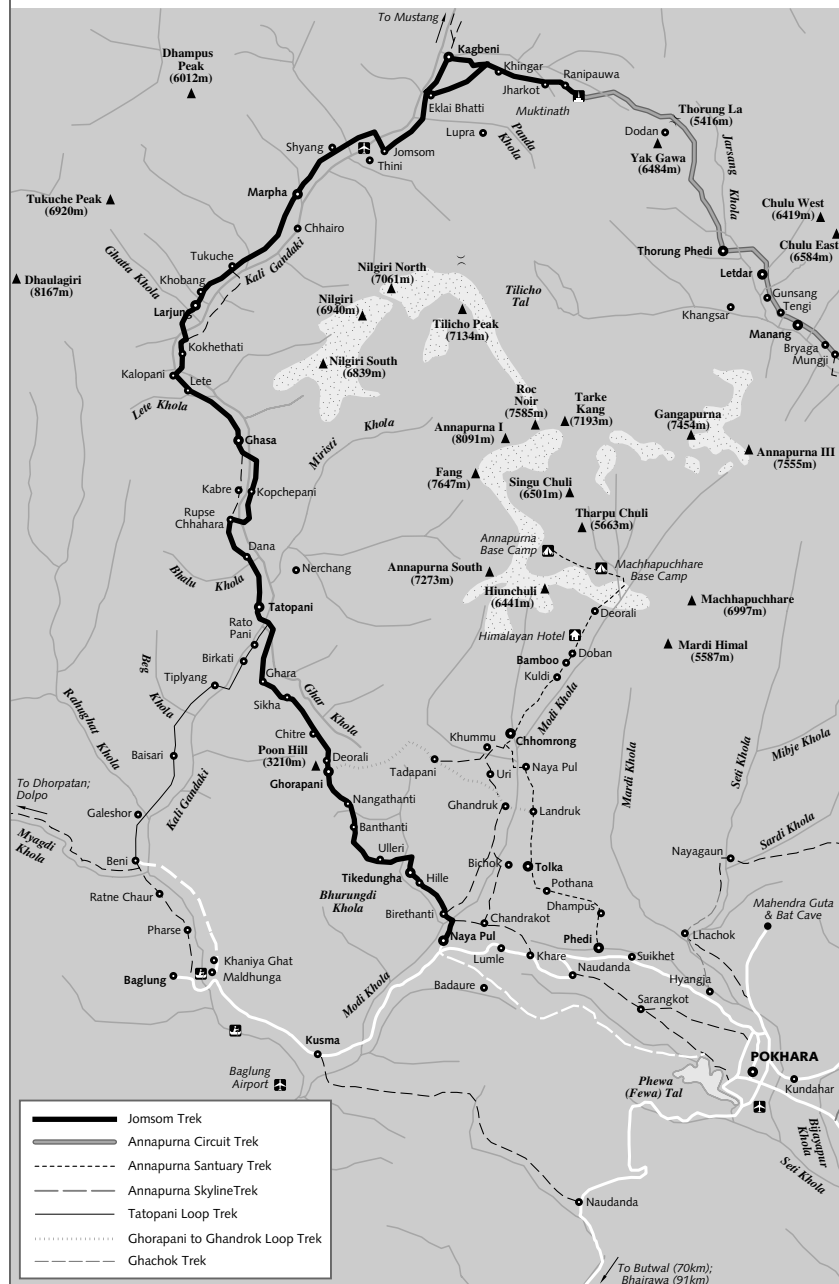 To Mustang
Dhampus
Peak
(6012m)
Kagbeni
Khingar
Jharkot
Ranipauwa
Eklai Bhatti
Muktinath
Thorung La
(5416m)
Lupra
Panda
Khola
Dodan
Yak Gawa
(6484m)
Jarsang
Khola
Shyang
Jomsom
Thini
Marpha
Tukuche Peak
(6920m)
Chulu West
(6419m)
Chulu East
(6584m)
Chhairo
Thorung Phedi
Tukuche
Kali Gandaki
Ghatta Khola
Khobang
Letdar
Dhaulagiri
(8167m)
Larjung
Nilgiri North
(7061m)
Nilgiri
(6940m)
Tilicho
Tal
Tilicho Peak
(7134m)
Gunsang
Tengi
Khangsar
Manang
Bryaga
Mungji
Kokhethati
Nilgiri South
(6839m)
Kalopani
Lete
Lete Khola
Roc
Noir
(7585m)
Tarke
Kang
(7193m)
Gangapurna
(7454m)
Annapurna I
(8091m)
Annapurna III
(7555m)
Miristi
Khola
Ghasa
Fang
(7647m)
Singu Chuli
(6501m)
Kabre
Kopchepani
Rupse
Chhahara
Tharpu Chuli
(5663m)
Annapurna
Base Camp
Machhapuchhare
Base Camp
Dana
Bhalu
Khola
Nerchang
Annapurna South
(7273m)
Hiunchuli
(6441m)
Machhapuchhare
(6997m)
Tatopani
Deorali
Rato
Pani
Himalayan Hotel
Mardi Himal
(5587m)
Birkati
Doban
Bamboo
Kuldi
Beg
Khola
Tiplyang
Ghara
Sikha
Ghar
Khola
Modi Khola
Rahughat
Khola
Chitre
Khummu
Chhomrong
Baisari
Poon Hill
(3210m)
Deorali
Ghorapani
Tadapani
Uri
Naya Pul
Mardi Khola
Seti Khola
Mibje Khola
To Dhorpatan;
Dolpo
Kali Gandaki
Nangathanti
Ghandruk
Landruk
Galeshor
Banthanti
Sardi Khola
Myagdi
Khola
Beni
Ulleri
Tikedungha
Hille
Bichok
Tolka
Nayagaun
Ratne Chaur
Bhurungdi
Khola
Pothana
Dhampus
Mahendra Guta
& Bat Cave
Birethanti
Chandrakot
Pharse
Naya Pul
Phedi
Lhachok
Khaniya Ghat
Maldhunga
Lumle
Khare
Suikhet
Baglung
Naudanda
Hyangja
Modi Khola
Badaure
Sarangkot
Kusma
POKHARA
Baglung
Airport
Phewa
(Fewa) Tal
Kundahar
Bijayapur
Khola
Seti Khola
Naudanda
To Butwal (70km);
Bhairawa (91km)
Jomsom Trek
Annapurna Circuit Trek
Annapurna Santuary Trek
Annapurna SkylineTrek
Tatopani Loop Trek
Ghorapani to Ghandrok Loop Trek
Ghachok Trek